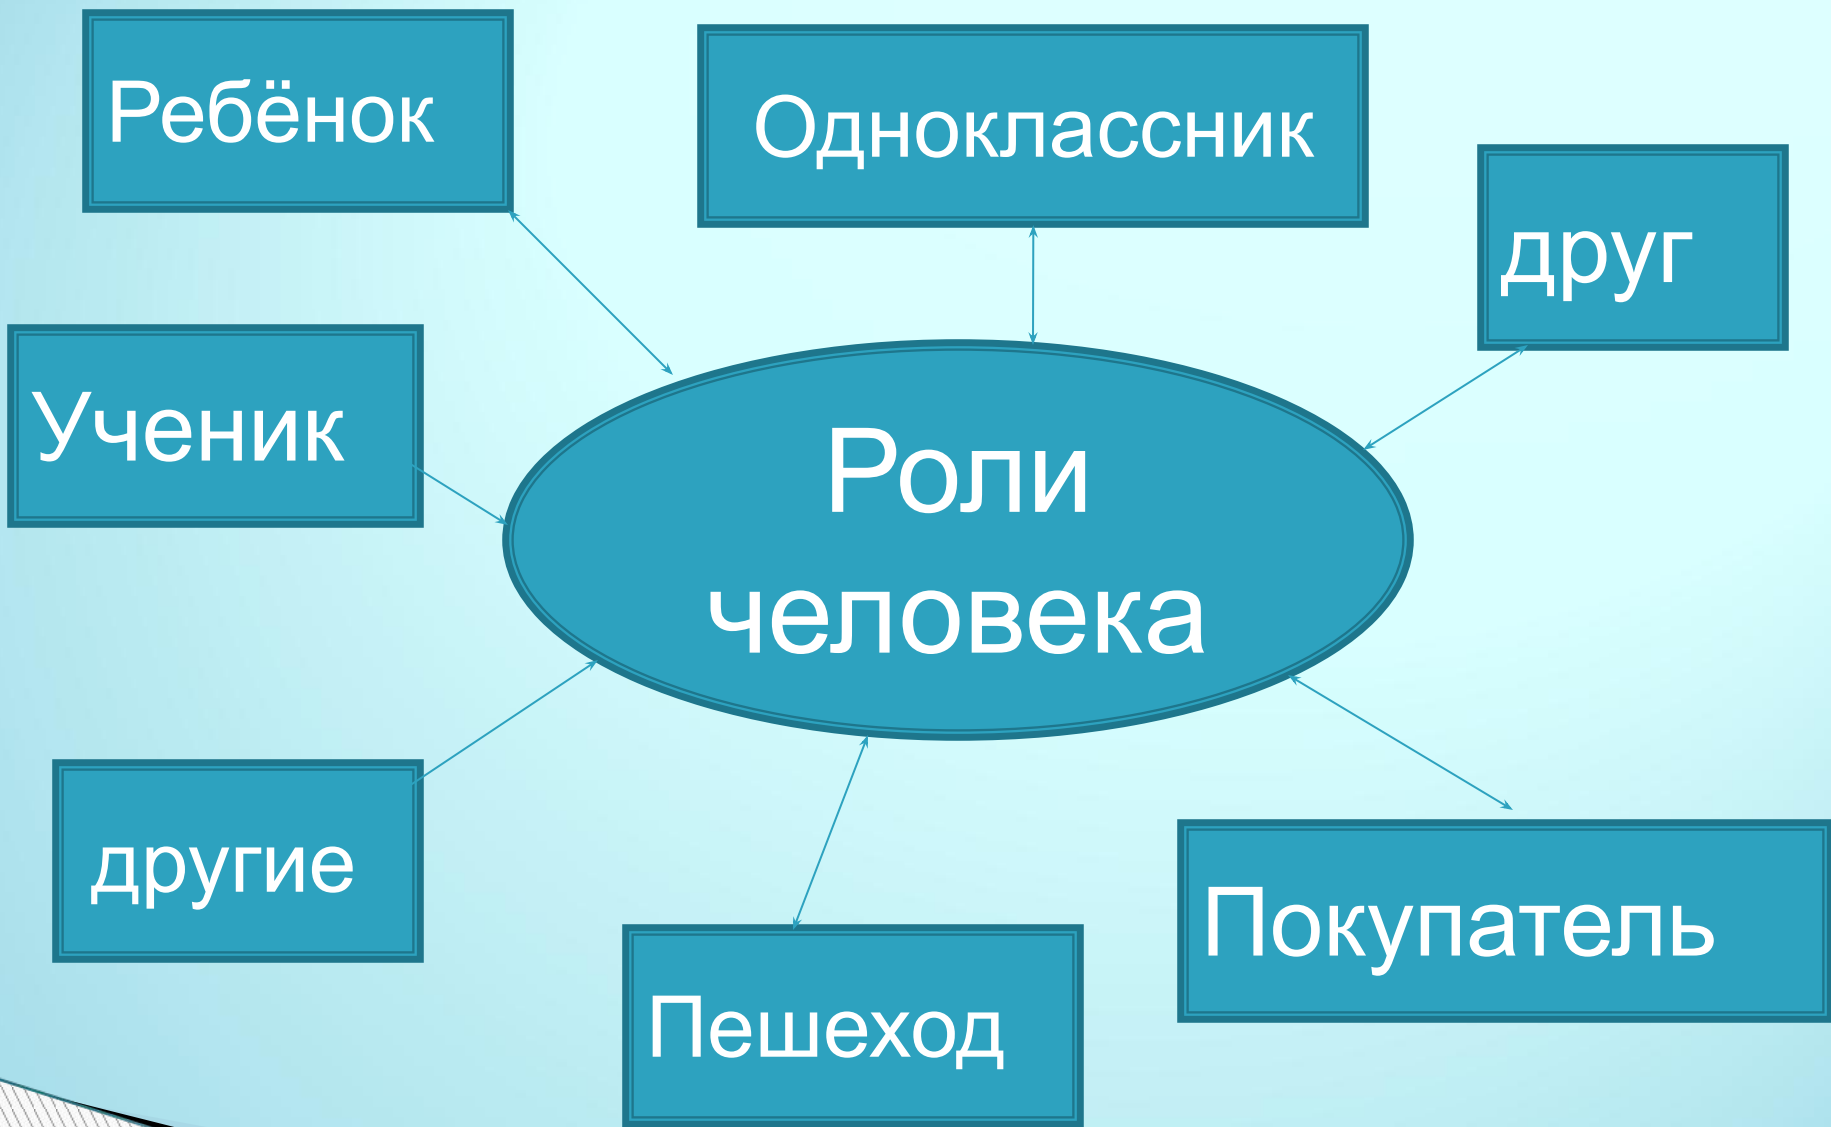 Ребёнок
Одноклассник
друг
Ученик
Роли
человека
другие
Покупатель
Пешеход